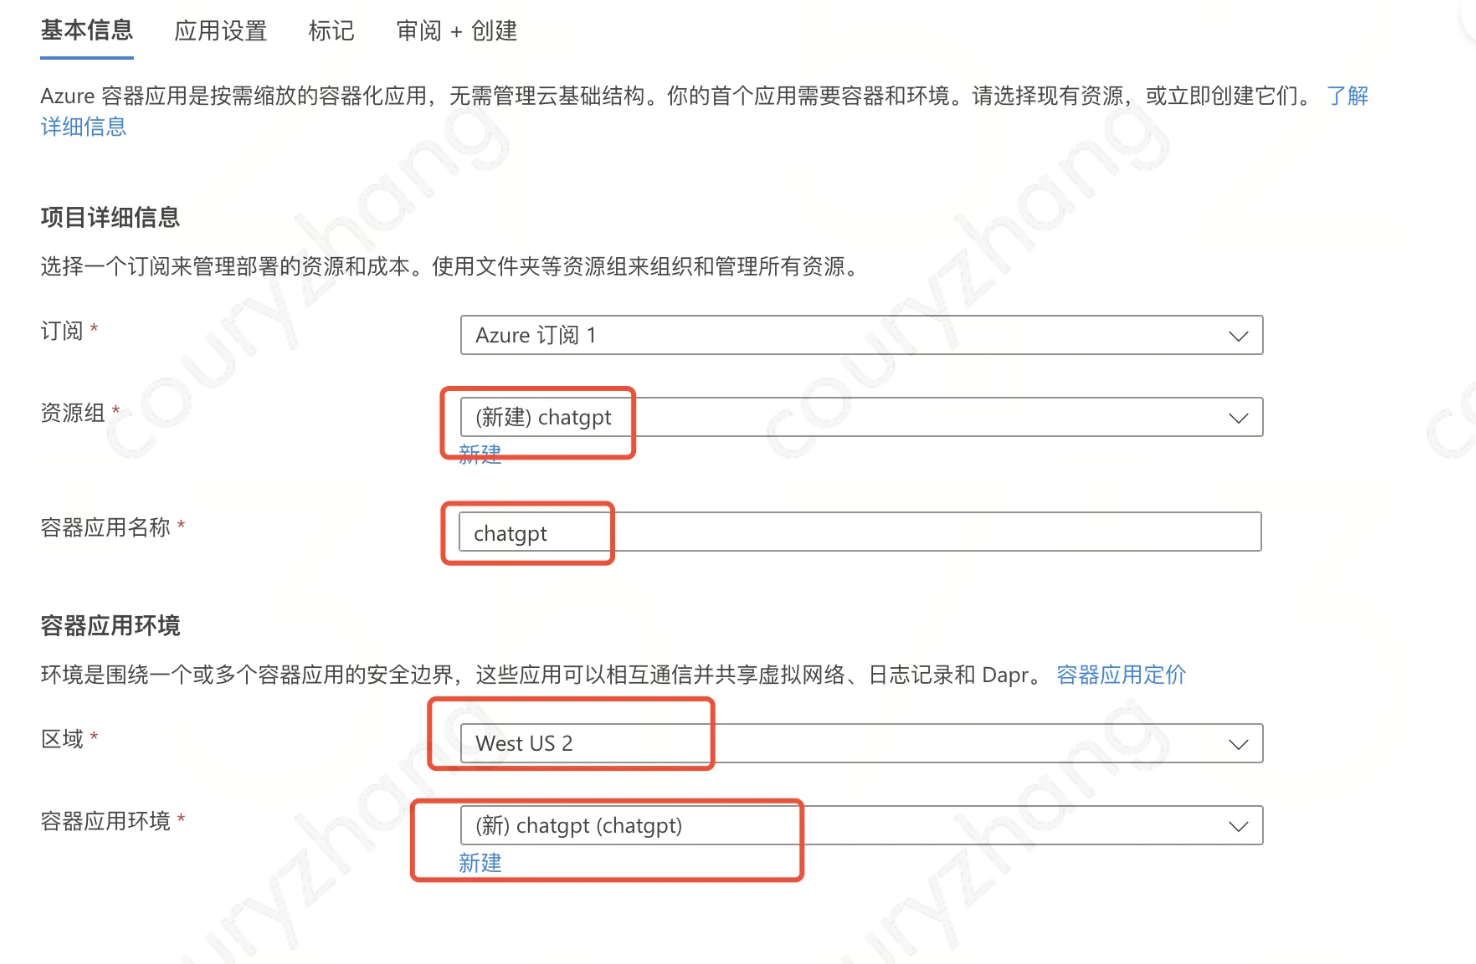 基本信息 应用设置 标记 审阅 + 创建
Azure 容器应用是按需缩放的容器化应用，无需管理云基础结构。你的首个应用需要容器和环境。请选择现有资源，或立即创建它们。 了解
详细信息
项目详细信息
选择一个订阅来管理部署的资源和成本。使用文件夹等资源组来组织和管理所有资源。
订阅 * Azure 订阅 1
资源组 * (新建) chatgpt
新建
容器应用名称 * chatgpt
容器应用环境
环境是围绕一个或多个容器应用的安全边界，这些应用可以相互通信并共享虚拟网络、日志记录和 Dapr。 容器应用定价
区域 * West US 2
容器应用环境 * (新) chatgpt (chatgpt)
新建
couryzhang
couryzhang